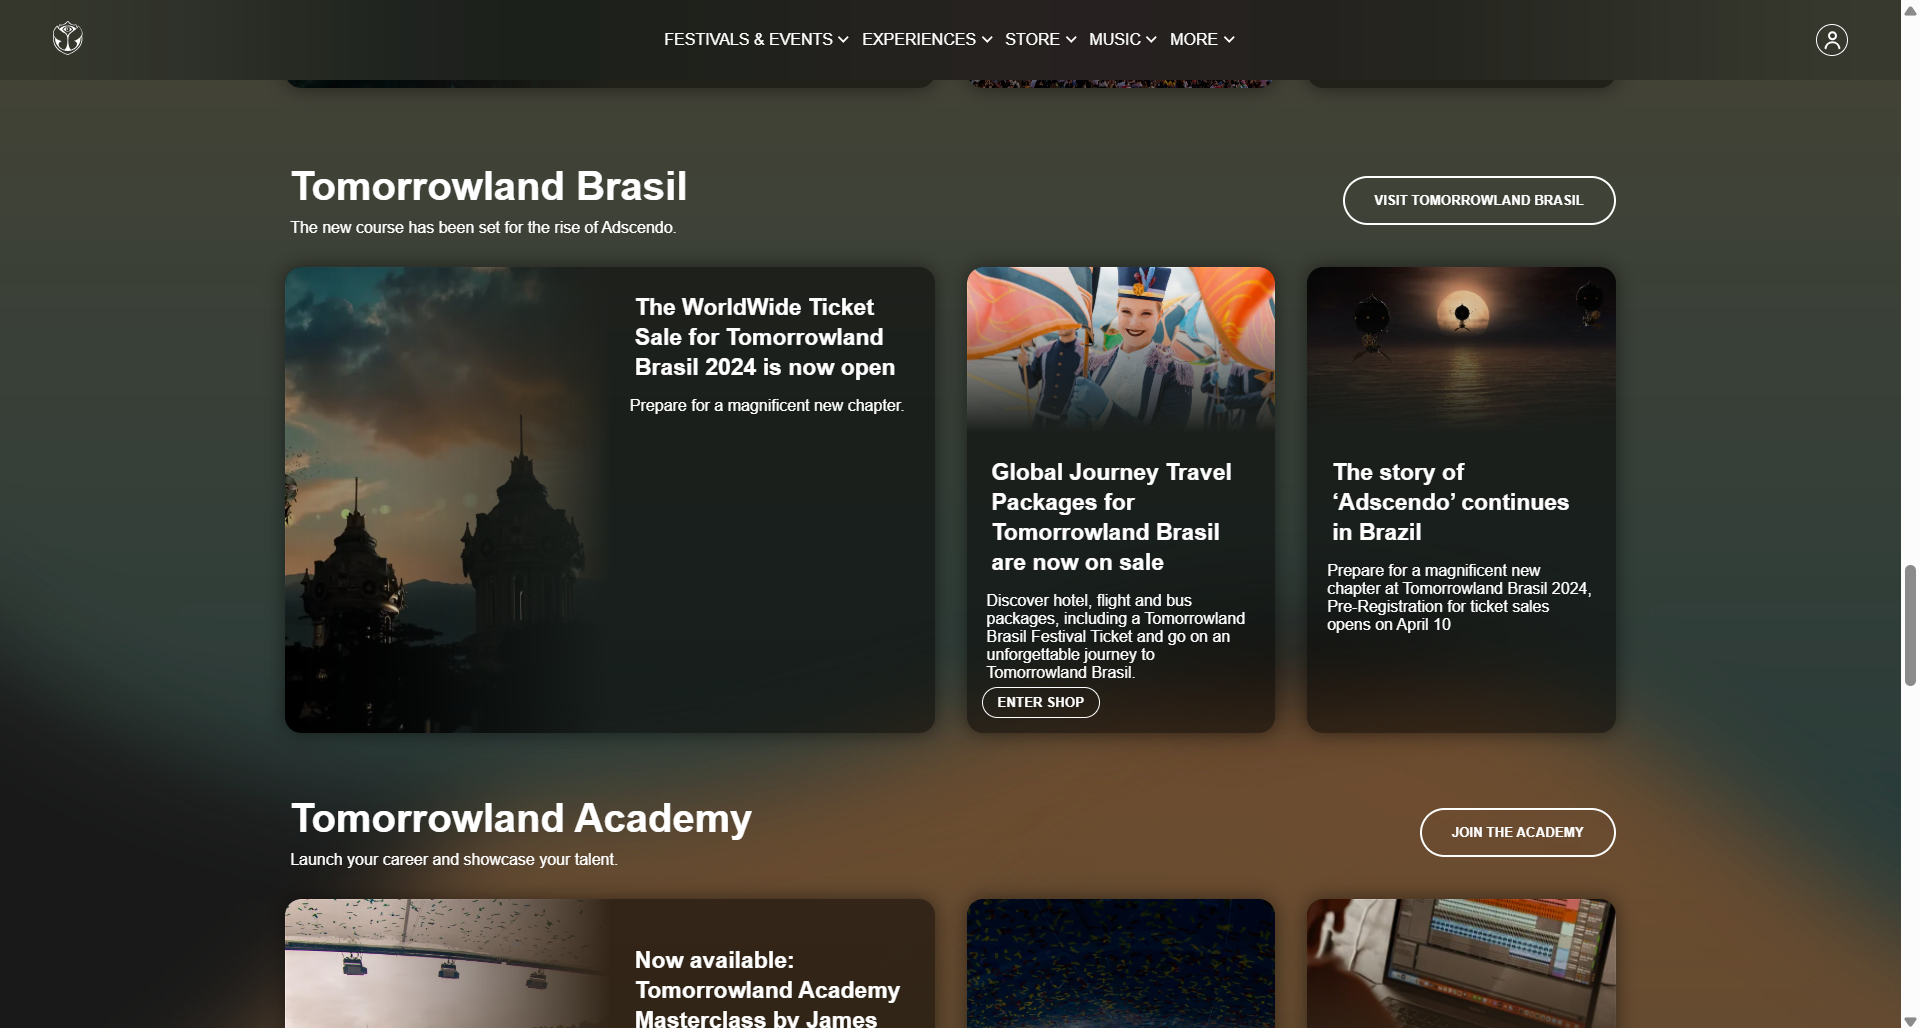 FESTIVALS & EVENTS EXPERIENCES STORE MUSIC MORE
Tomorrowland Brasil
The new course has been set for the rise of Adscendo.
VISIT TOMORROWLAND BRASIL
The WorldWide Ticket
Sale for Tomorrowland
Brasil 2024 is now open
Prepare for a magnificent new chapter.
Global Journey Travel
Packages for
Tomorrowland Brasil
are now on sale
Discover hotel, flight and bus
packages, including a Tomorrowland
Brasil Festival Ticket and go on an
unforgettable journey to
Tomorrowland Brasil.
ENTER SHOP
The story of
‘Adscendo’ continues
in Brazil
Prepare for a magnificent new
chapter at Tomorrowland Brasil 2024,
Pre-Registration for ticket sales
opens on April 10
Tomorrowland Academy
Launch your career and showcase your talent.
JOIN THE ACADEMY
Now available:
Tomorrowland Academy
Masterclass by James